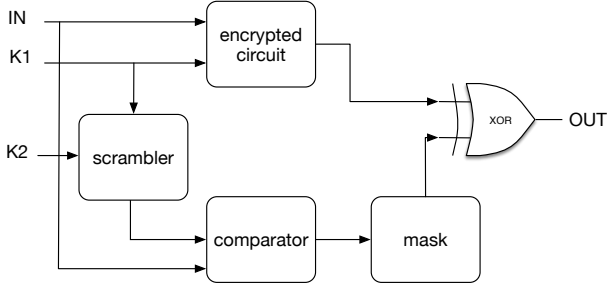 IN
encrypted
circuit
K1
XOR
OUT
K2
scrambler
comparator
mask